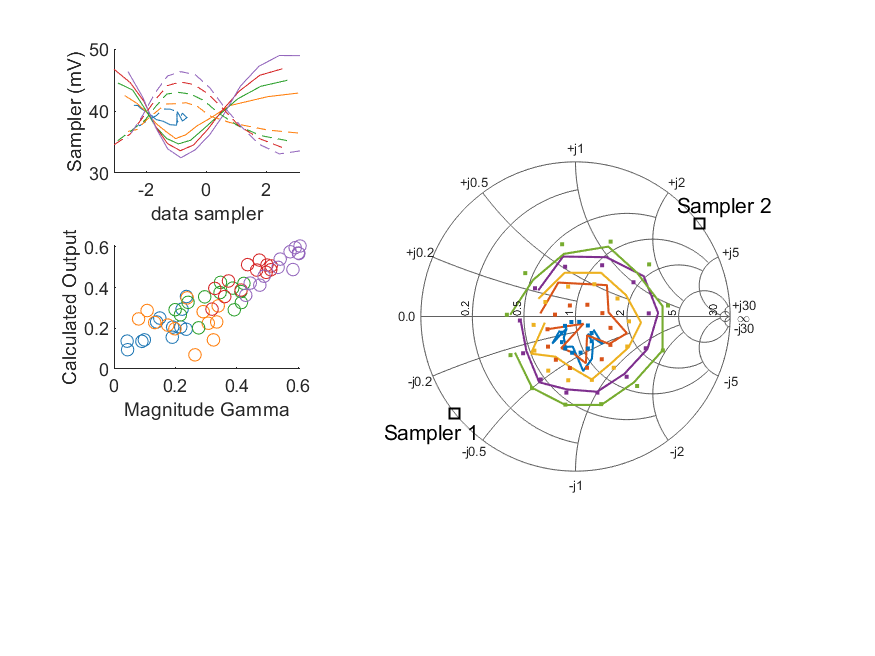 50
40
30
Sampler (mV)
-2 0 2
data sampler
0.6
0.4
0.2
0
Calculated Output
0 0.2 0.4 0.6
Magnitude Gamma
+j1
+j0.5
+j2
Sampler 2
+j0.2
+j5
0.0
0.2
0.5
1
2
5
30
+j30
∞
-j30
-j0.2
-j5
Sampler 1
-j0.5
-j2
-j1